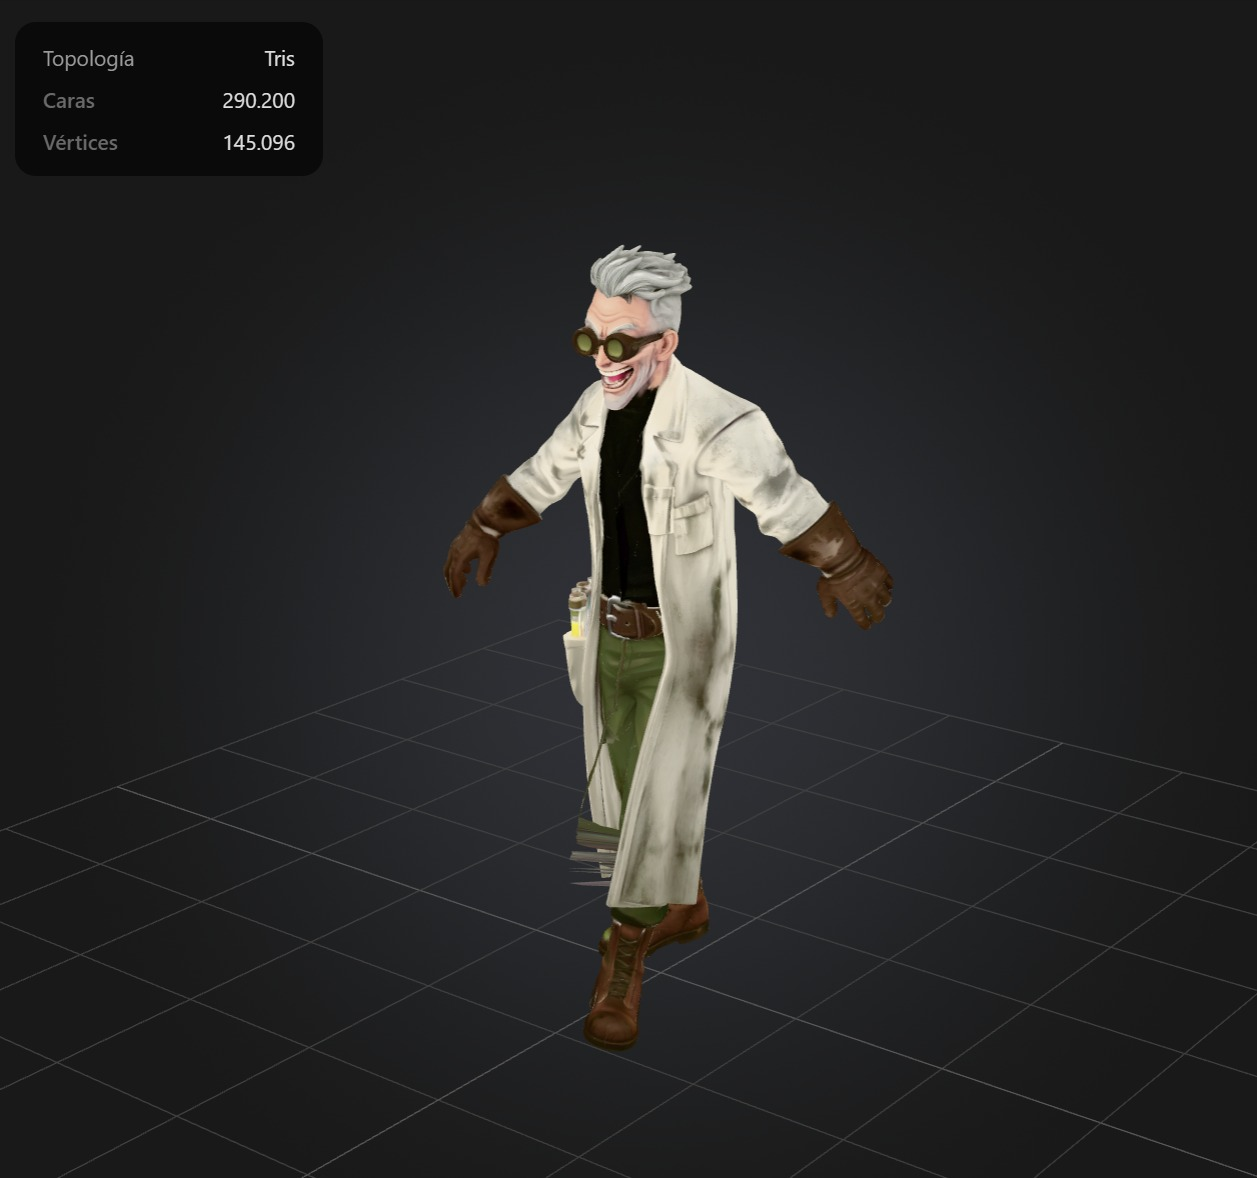 Topología Tris
Caras 290.200
Vértices 145.096